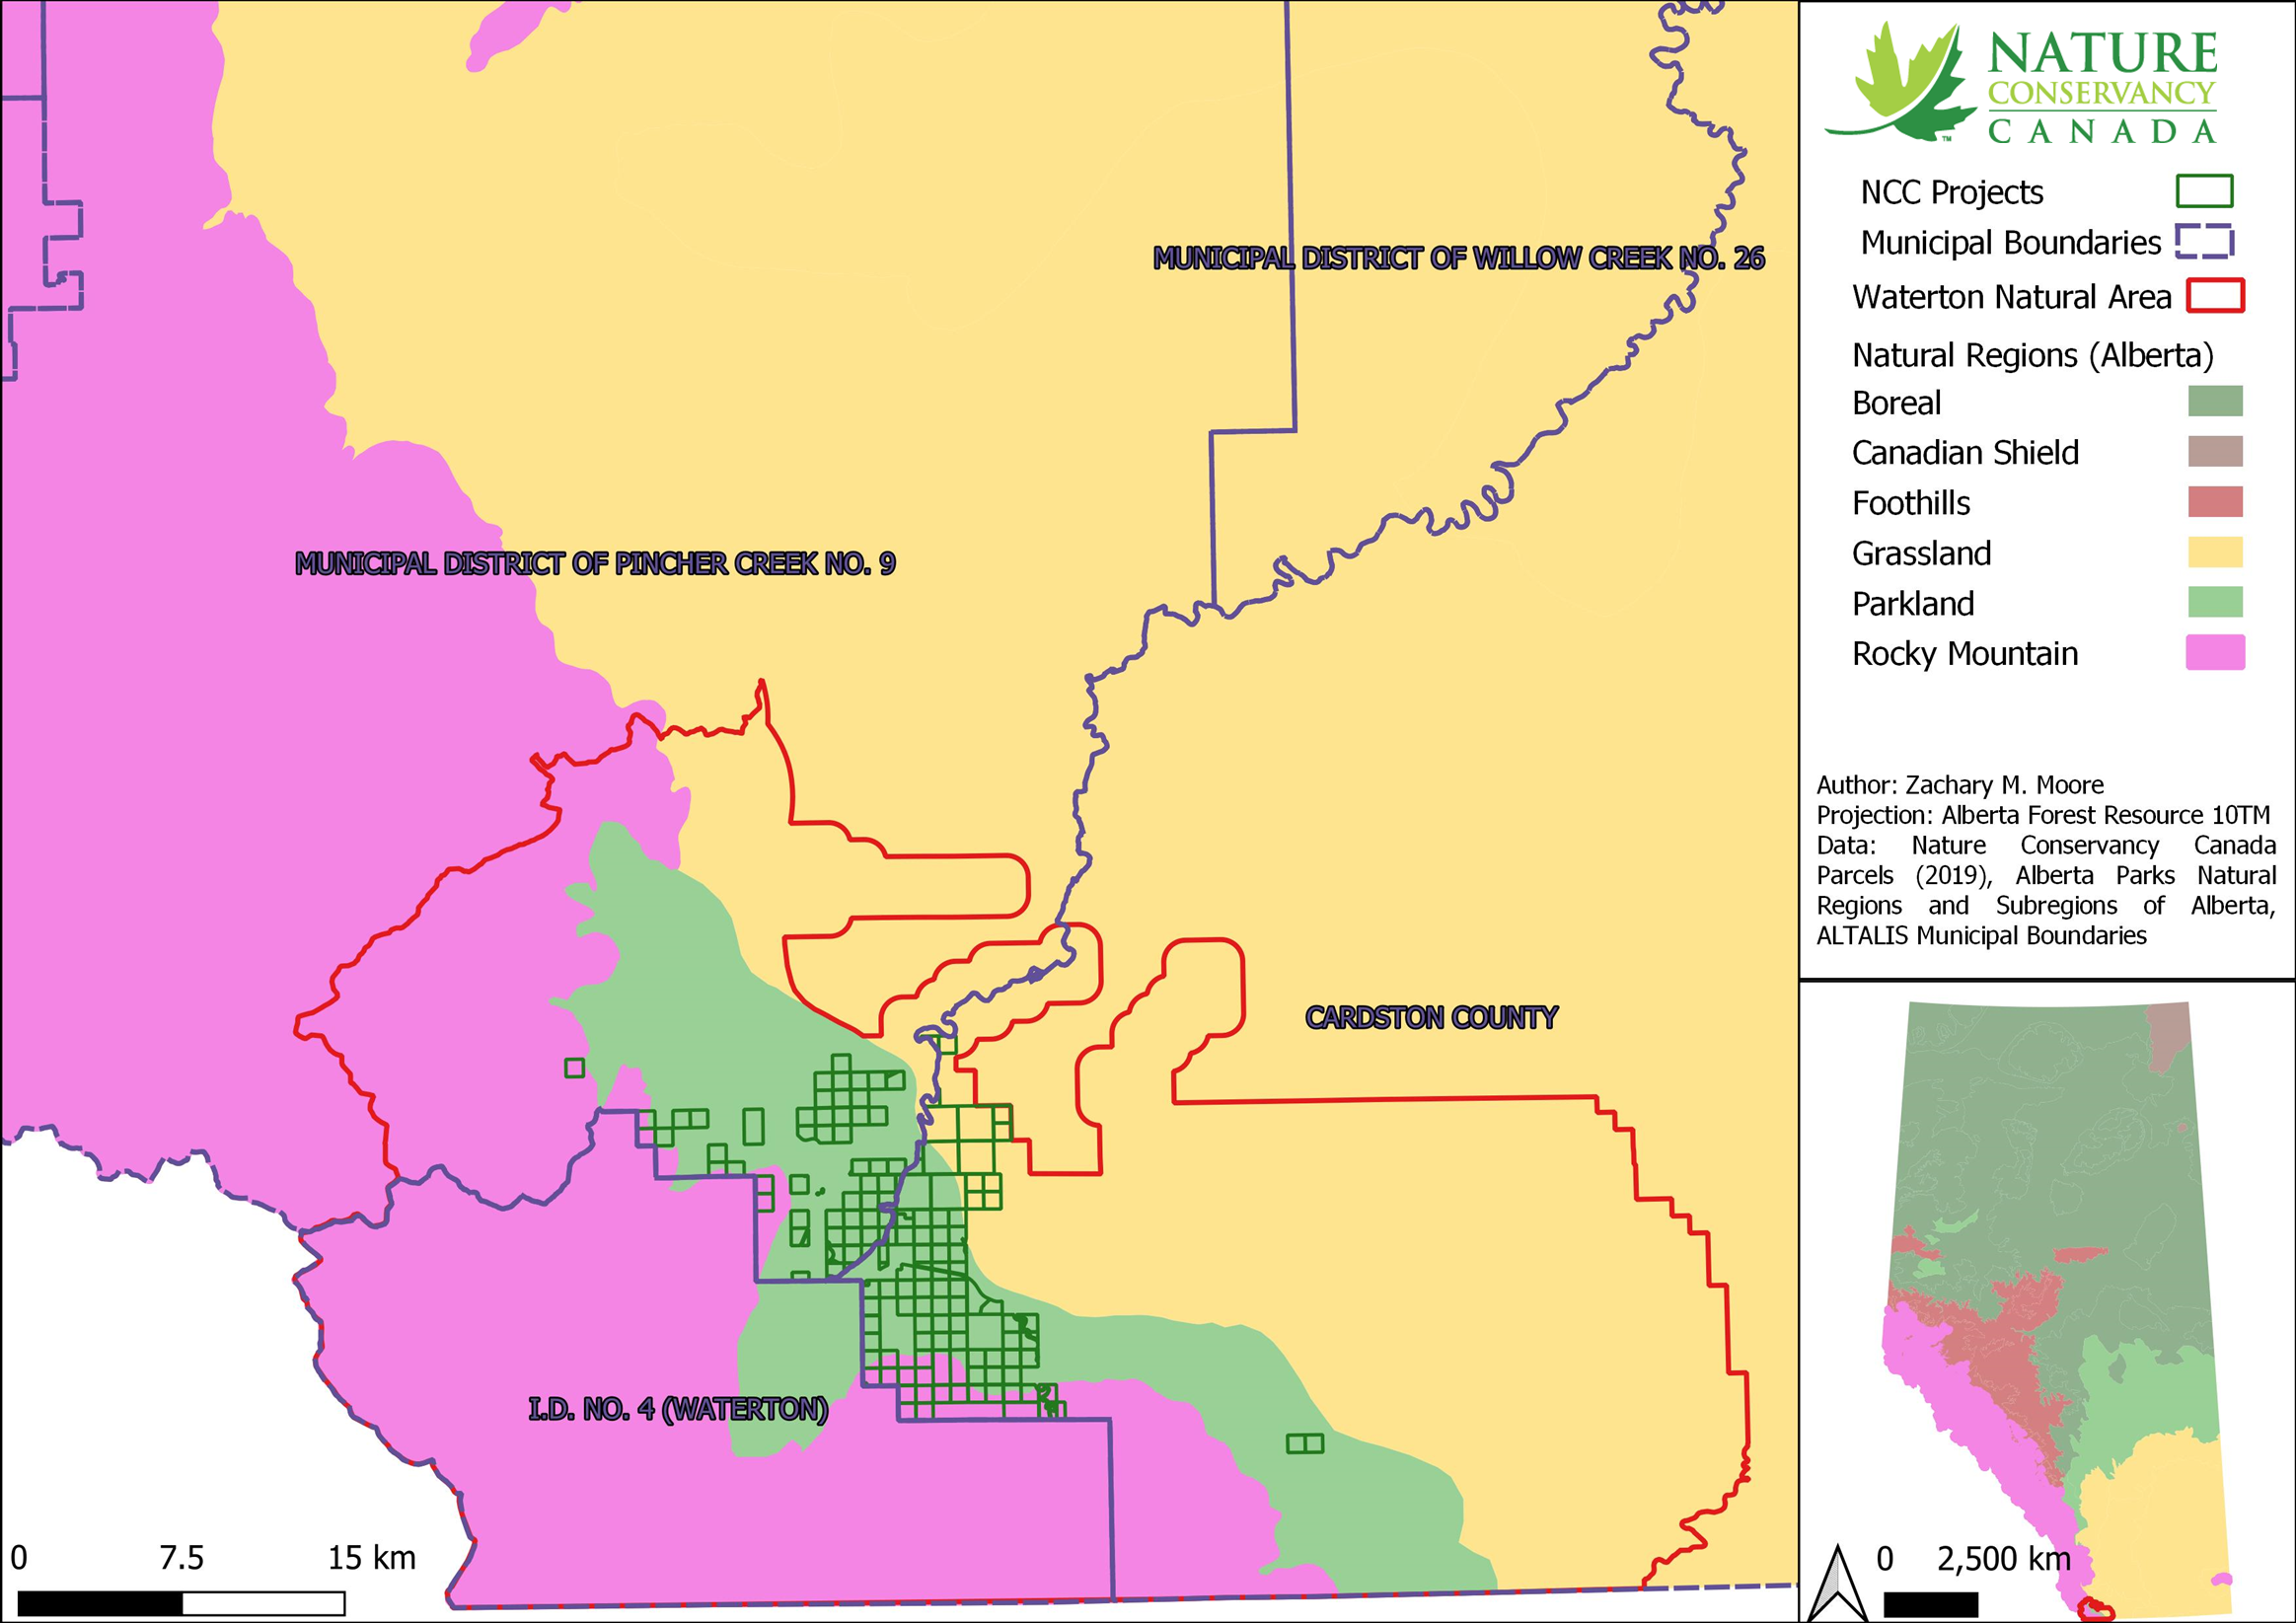 MUNICIPAL DISTRICT OF WILLOW CREEK NO. 26
MUNICIPAL DISTRICT OF PINCHER CREEK NO. 9
CARDSTON COUNTY
I.D. NO. 4 (WATERTON)
0 7.5 15 km
NATURE
CONSERVANCY
CANADA
TM
NCC Projects
Municipal Boundaries
Waterton Natural Area
Natural Regions (Alberta)
Boreal
Canadian Shield
Foothills
Grassland
Parkland
Rocky Mountain
Author: Zachary M. Moore
Projection: Alberta Forest Resource 10TM
Data: Nature Conservancy Canada
Parcels (2019), Alberta Parks Natural
Regions and Subregions of Alberta,
ALTALIS Municipal Boundaries
0 2,500 km